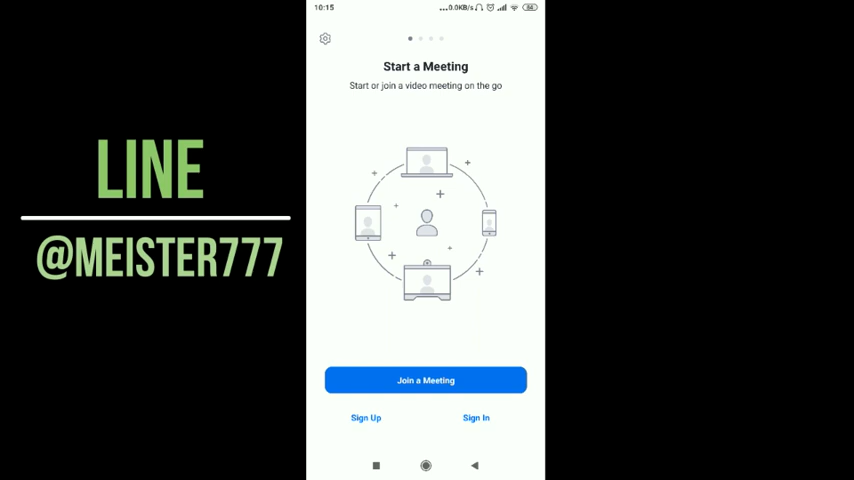 10:15
...0.0KB/s
84
Start a Meeting
Start or join a video meeting on the go
LINE
@MEISTER777
Join a Meeting
Sign Up
Sign In